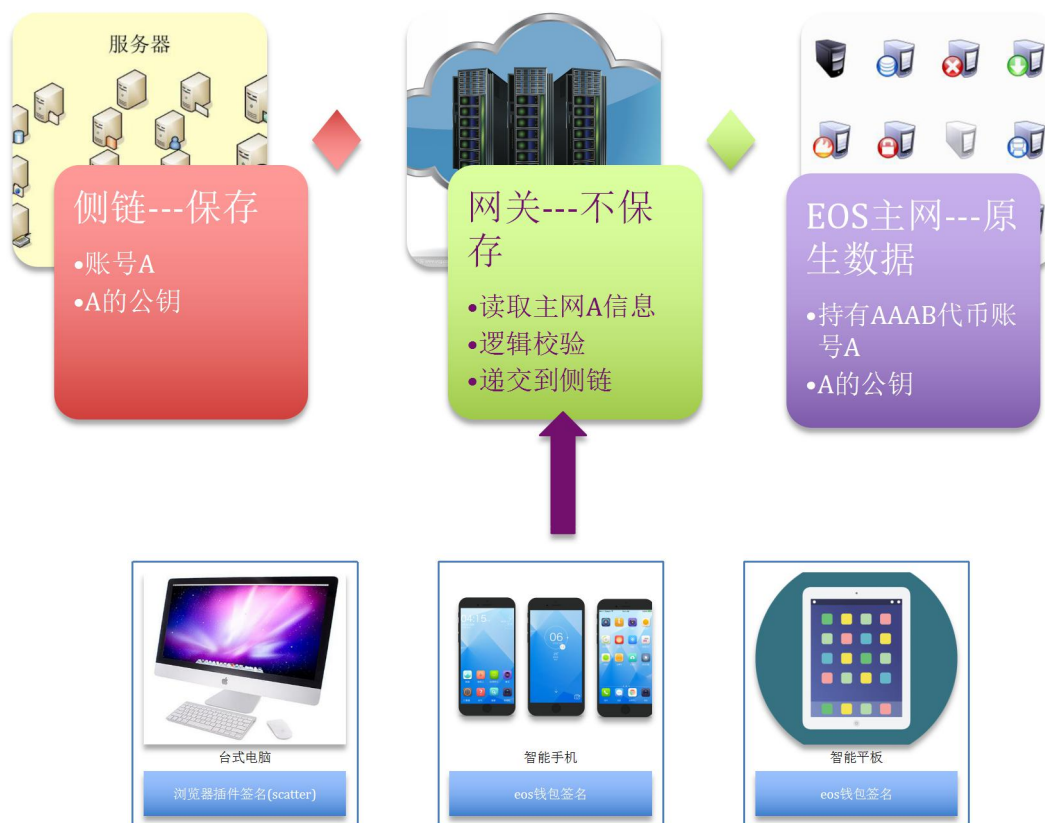 服务器
侧链---保存
•账号A
•A的公钥
网关---不保
存
•读取主网A信息
•逻辑校验
•递交到侧链
EOS主网---原
生数据
•持有AAAB代币账
号A
•A的公钥
04:15
06
台式电脑
智能手机
智能平板
浏览器插件签名(scatter)
eos钱包签名
eos钱包签名